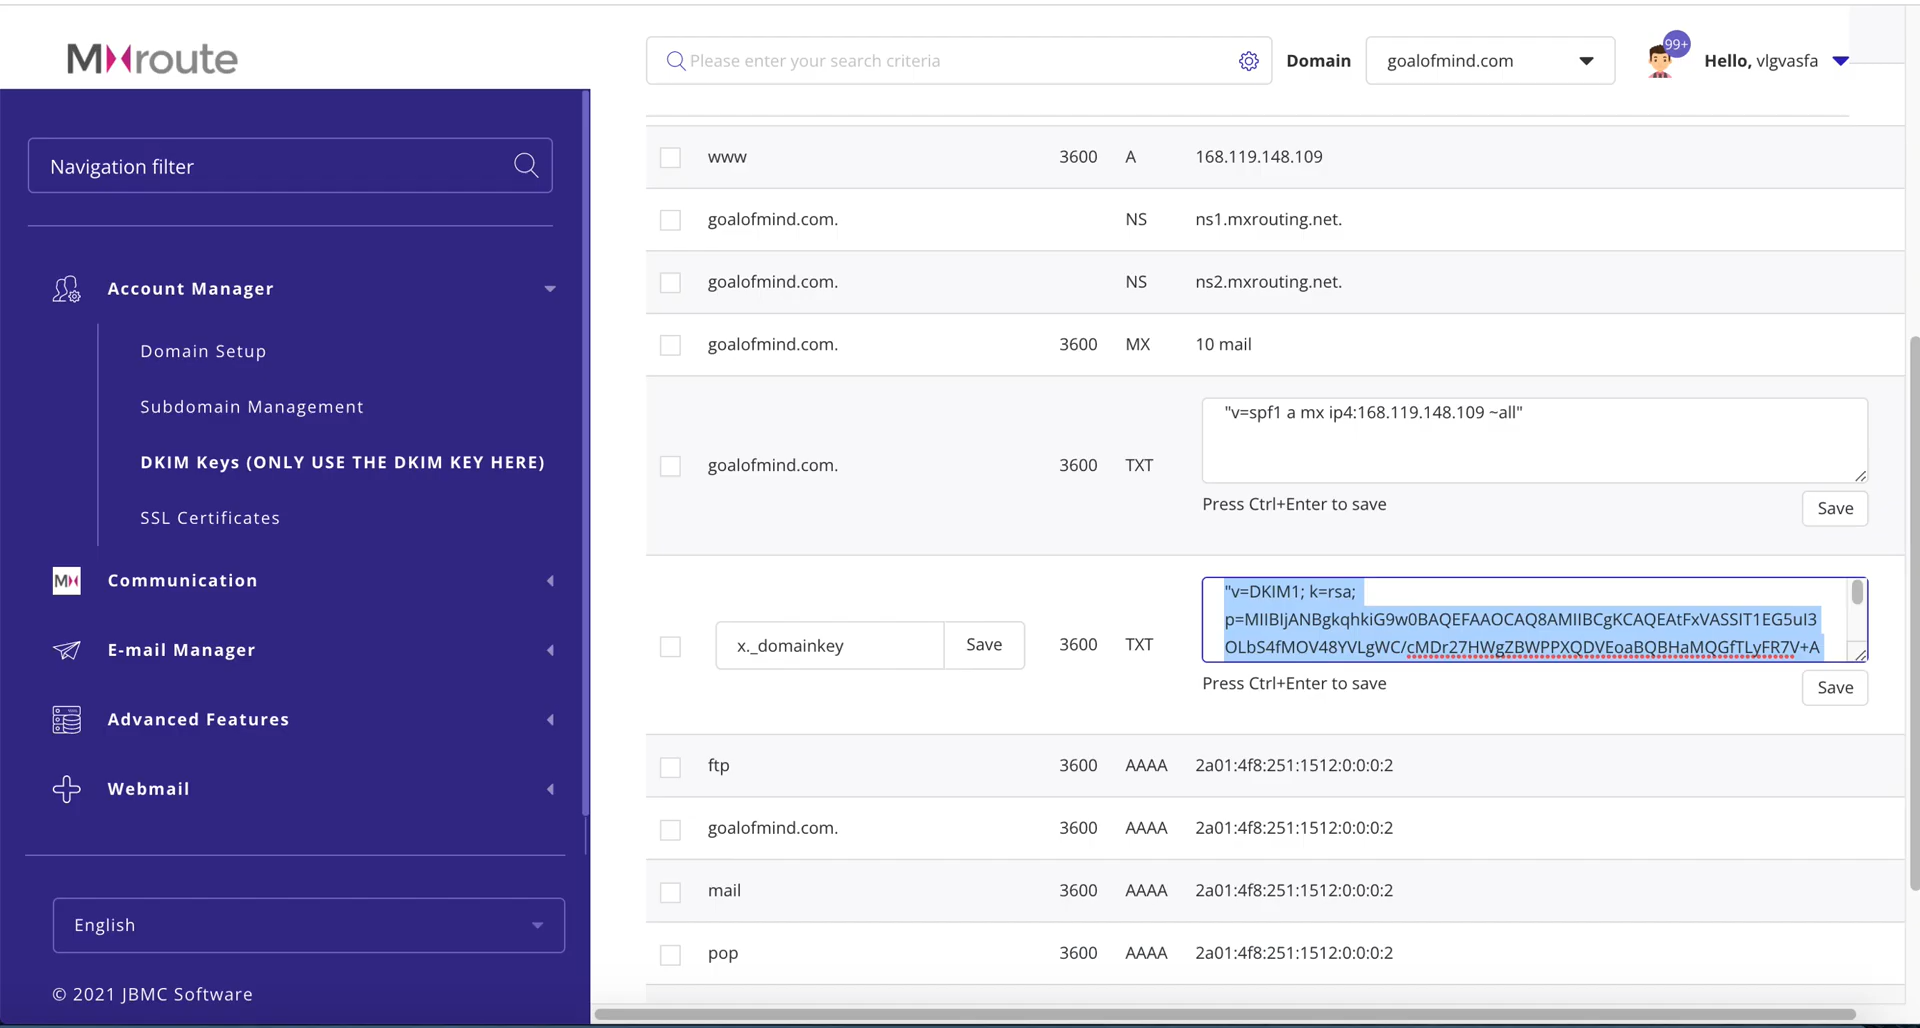 Mxroute
Please enter your search criteria
Domain
goalofmind.com
99+
Hello, vlgvasfa
Navigation filter
Account Manager
Domain Setup
Subdomain Management
DKIM Keys (ONLY USE THE DKIM KEY HERE)
SSL Certificates
Communication
E-mail Manager
Advanced Features
Webmail
English
© 2021 JBMC Software
www 3600 A 168.119.148.109
goalofmind.com. NS ns1.mxrouting.net.
goalofmind.com. NS ns2.mxrouting.net.
goalofmind.com. 3600 MX 10 mail
goalofmind.com. 3600 TXT "v=spf1 a mx ip4:168.119.148.109 ~all"
Press Ctrl+Enter to save
Save
x._domainkey Save 3600 TXT
"v=DKIM1; k=rsa;
p=MIIBIjANBgkqhkiG9w0BAQEFAAOCAQ8AMIIBCgKCAQEAtFxVASSIT1EG5uI3
OLbS4fMOV48YVLgWC/cMDr27HWgZBWPPXQDVEoaBQBHaMQGfTLyFR7V+A
Press Ctrl+Enter to save
Save
ftp 3600 AAAA 2a01:4f8:251:1512:0:0:0:2
goalofmind.com. 3600 AAAA 2a01:4f8:251:1512:0:0:0:2
mail 3600 AAAA 2a01:4f8:251:1512:0:0:0:2
pop 3600 AAAA 2a01:4f8:251:1512:0:0:0:2